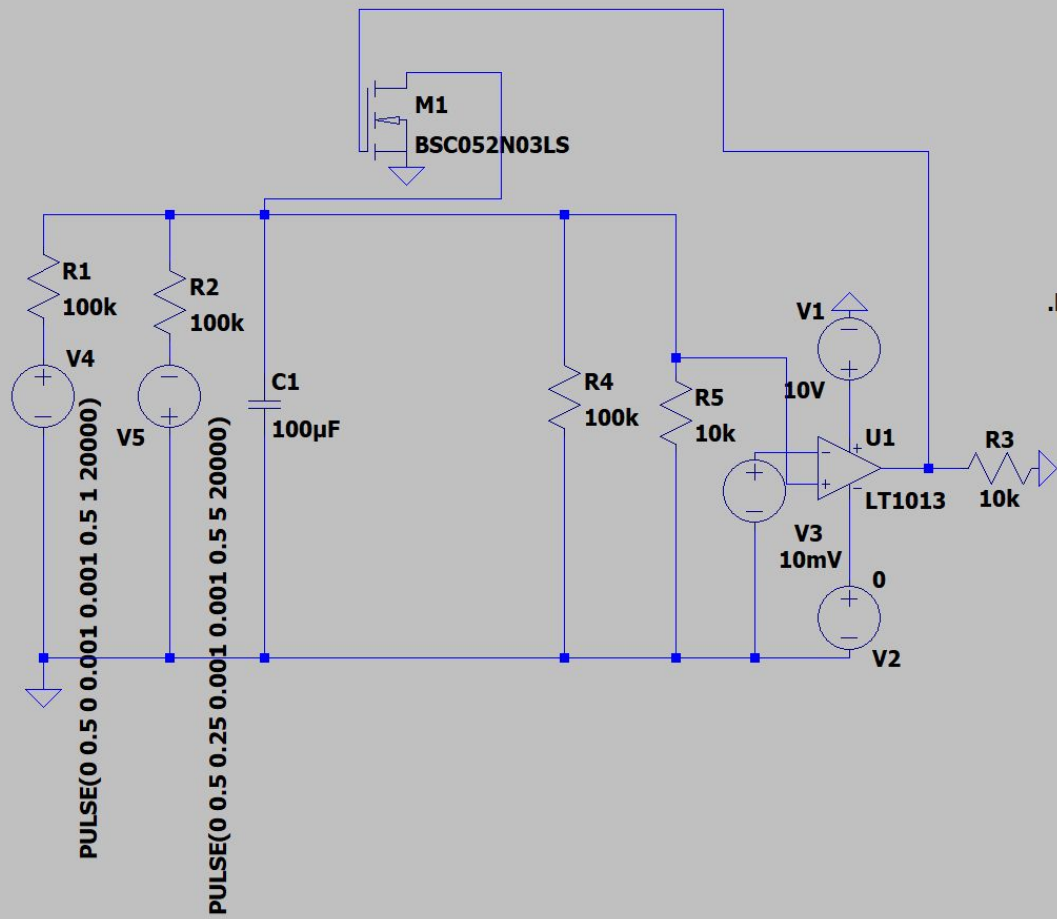 M1
BSC052N03LS
R1
100k
R2
100k
V4
V5
C1
100µF
R4
100k
R5
10k
V1
10V
U1
LT1013
R3
10k
V3
10mV
0
V2
PULSE(0 0.5 0 0.001 0.001 0.5 1 20000)
PULSE(0 0.5 0.25 0.001 0.001 0.5 5 20000)